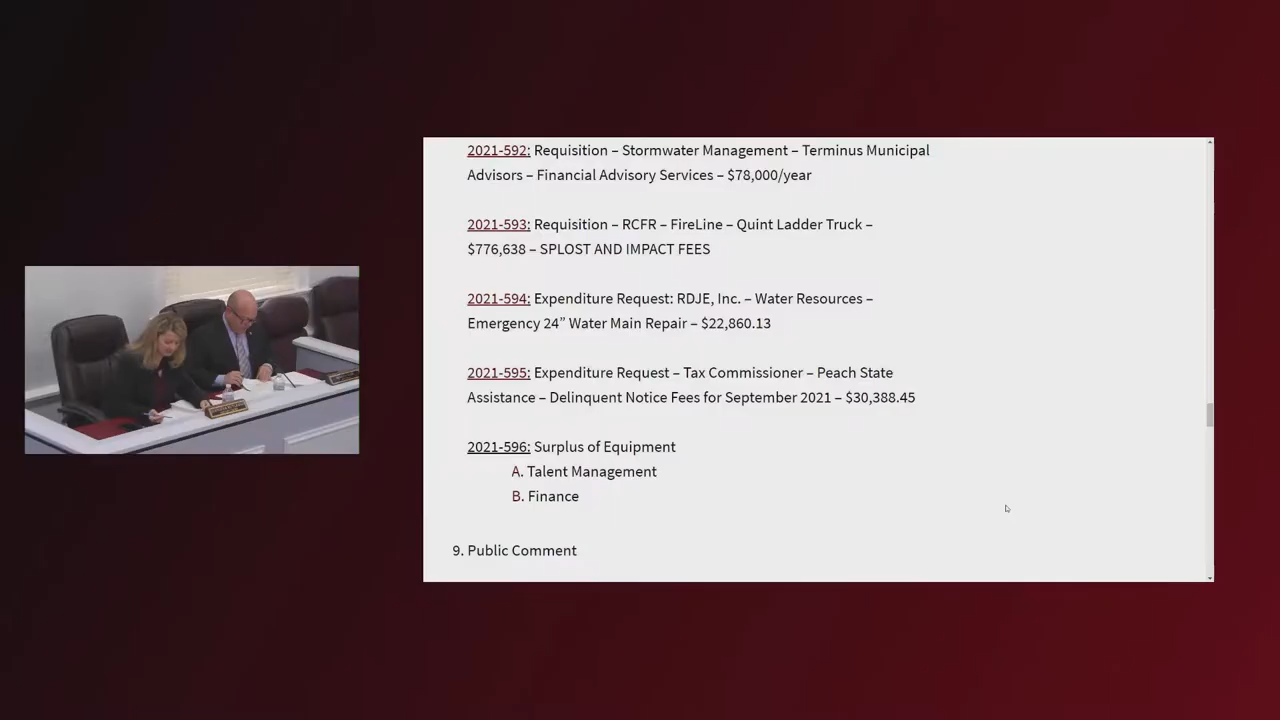 2021-592: Requisition – Stormwater Management – Terminus Municipal
Advisors – Financial Advisory Services – $78,000/year
2021-593: Requisition – RCFR – FireLine – Quint Ladder Truck –
$776,638 – SPLOST AND IMPACT FEES
2021-594: Expenditure Request: RDJE, Inc. – Water Resources –
Emergency 24” Water Main Repair – $22,860.13
2021-595: Expenditure Request – Tax Commissioner – Peach State
Assistance – Delinquent Notice Fees for September 2021 – $30,388.45
2021-596: Surplus of Equipment
A. Talent Management
B. Finance
9. Public Comment